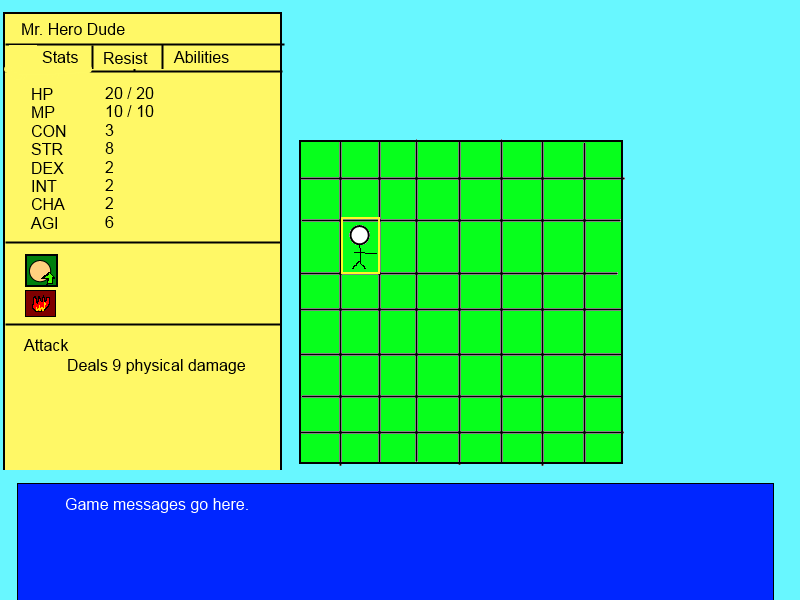 Mr. Hero Dude
Stats Resist Abilities
HP 20 / 20
MP 10 / 10
CON 3
STR 8
DEX 2
INT 2
CHA 2
AGI 6
Attack
Deals 9 physical damage
Game messages go here.